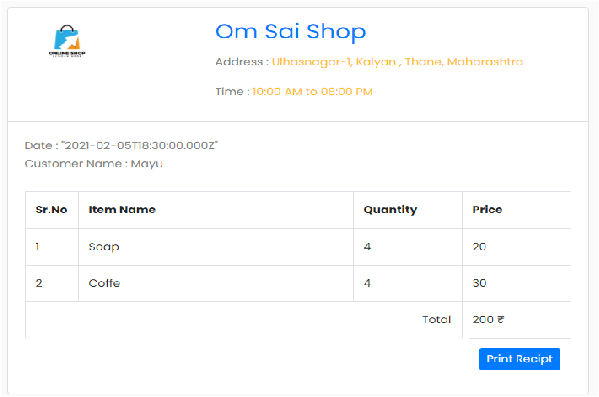 Om Sai Shop
ONLINE SHOP
Address : Ulhasnagar-1, Kalyan , Thane, Maharashtra
Time : 10:00 AM to 05:00 PM
Date : "2021-02-05T18:30:00.000Z"
Customer Name : Mayu
Sr.No Item Name Quantity Price
1 Soap 4 20
2 Coffe 4 30
Total 200 ₹
Print Recipt